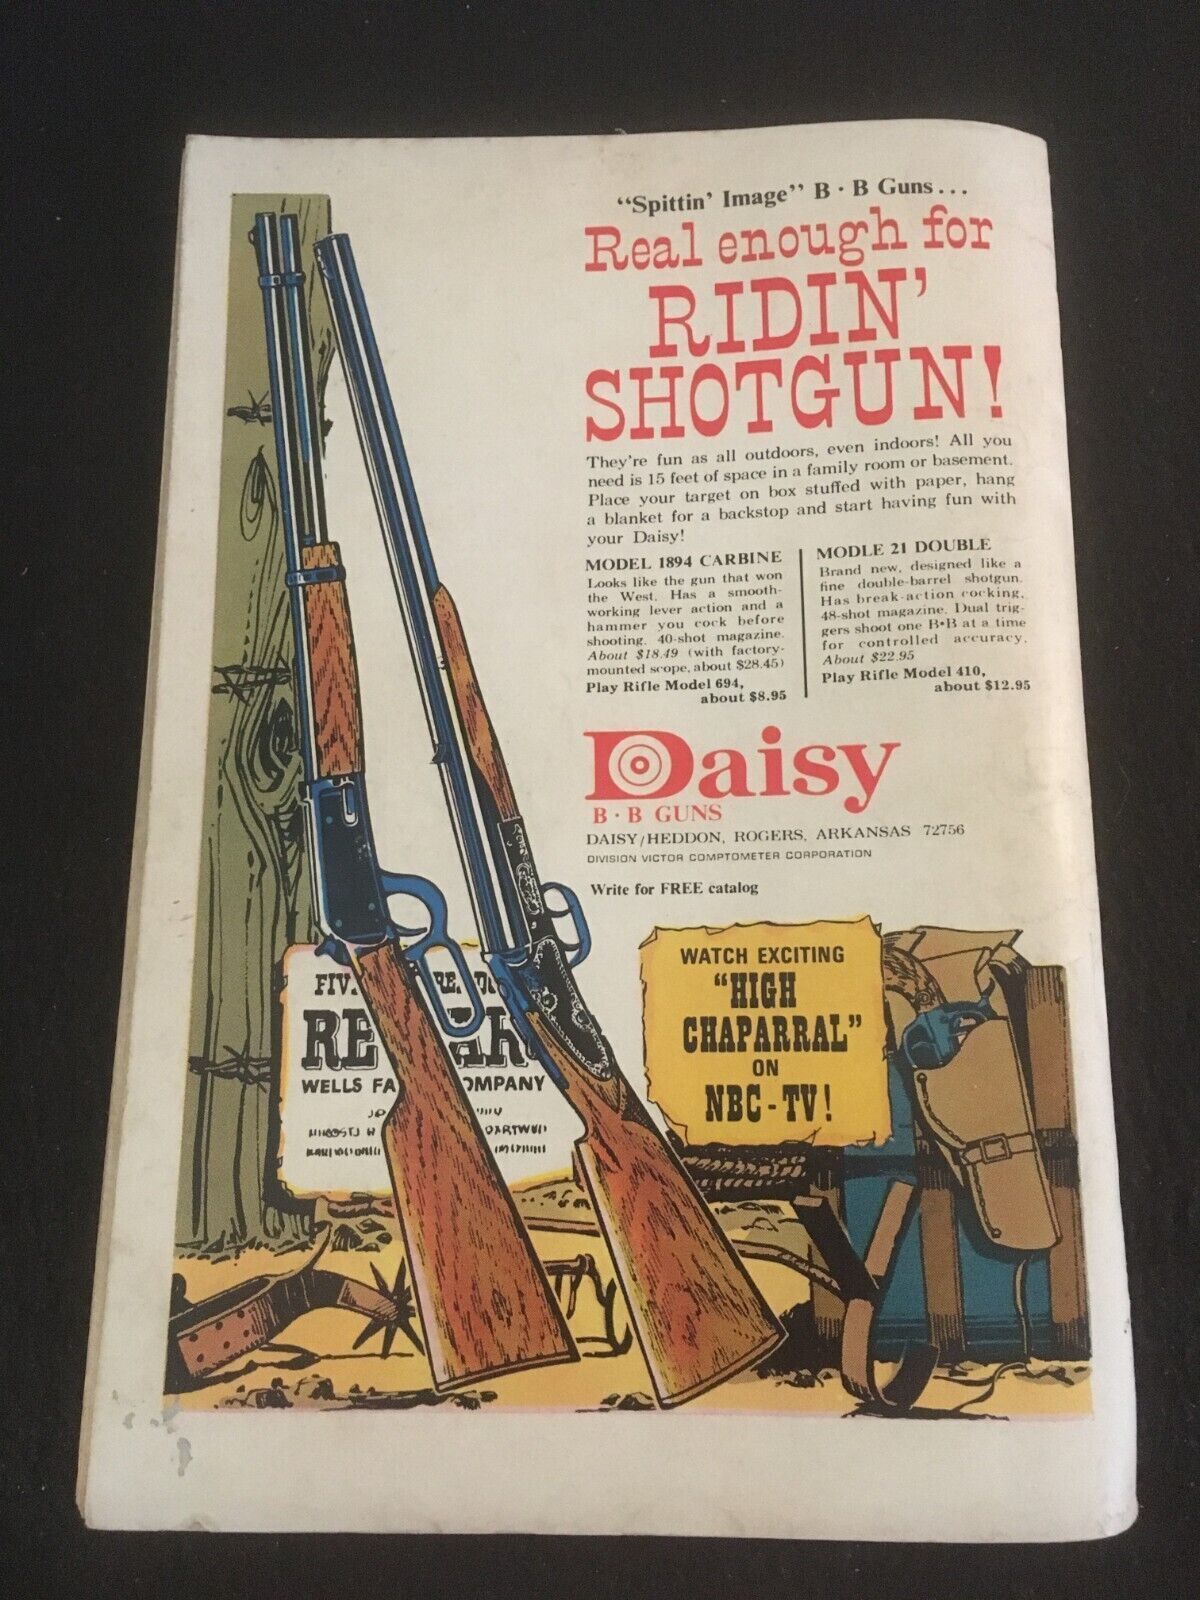 “Spittin’ Image” B · B Guns...
Real enough for
RIDIN’
SHOTGUN!
They're fun as all outdoors, even indoors! All you
need is 15 feet of space in a family room or basement.
Place your target on box stuffed with paper, hang
a blanket for a backstop and start having fun with
your Daisy!
MODEL 1894 CARBINE
Looks like the gun that won
the West. Has a smooth-
working lever action and a
hammer you cock before
shooting. 40-shot magazine.
About $18.49 (with factory-
mounted scope, about $28.45)
Play Rifle Model 694,
about $8.95
MODLE 21 DOUBLE
Brand new, designed like a
fine double-barrel shotgun.
Has break-action cocking,
48-shot magazine. Dual trig-
gers shoot one B•B at a time
for controlled accuracy.
About $22.95
Play Rifle Model 410,
about $12.95
Daisy
B · B GUNS
DAISY/HEDDON, ROGERS, ARKANSAS 72756
DIVISION VICTOR COMPTOMETER CORPORATION
Write for FREE catalog
WATCH EXCITING
“HIGH
CHAPARRAL”
ON
NBC-TV!
WELLS